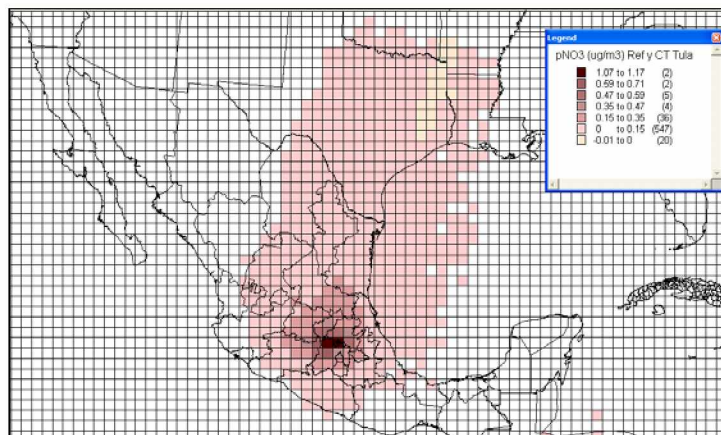 Legend
pNO3 (ug/m3) Ref y CT Tula
1.07 to 1.17 (2)
0.59 to 0.71 (2)
0.47 to 0.59 (5)
0.35 to 0.47 (4)
0.15 to 0.35 (36)
0 to 0.15 (547)
-0.01 to 0 (20)